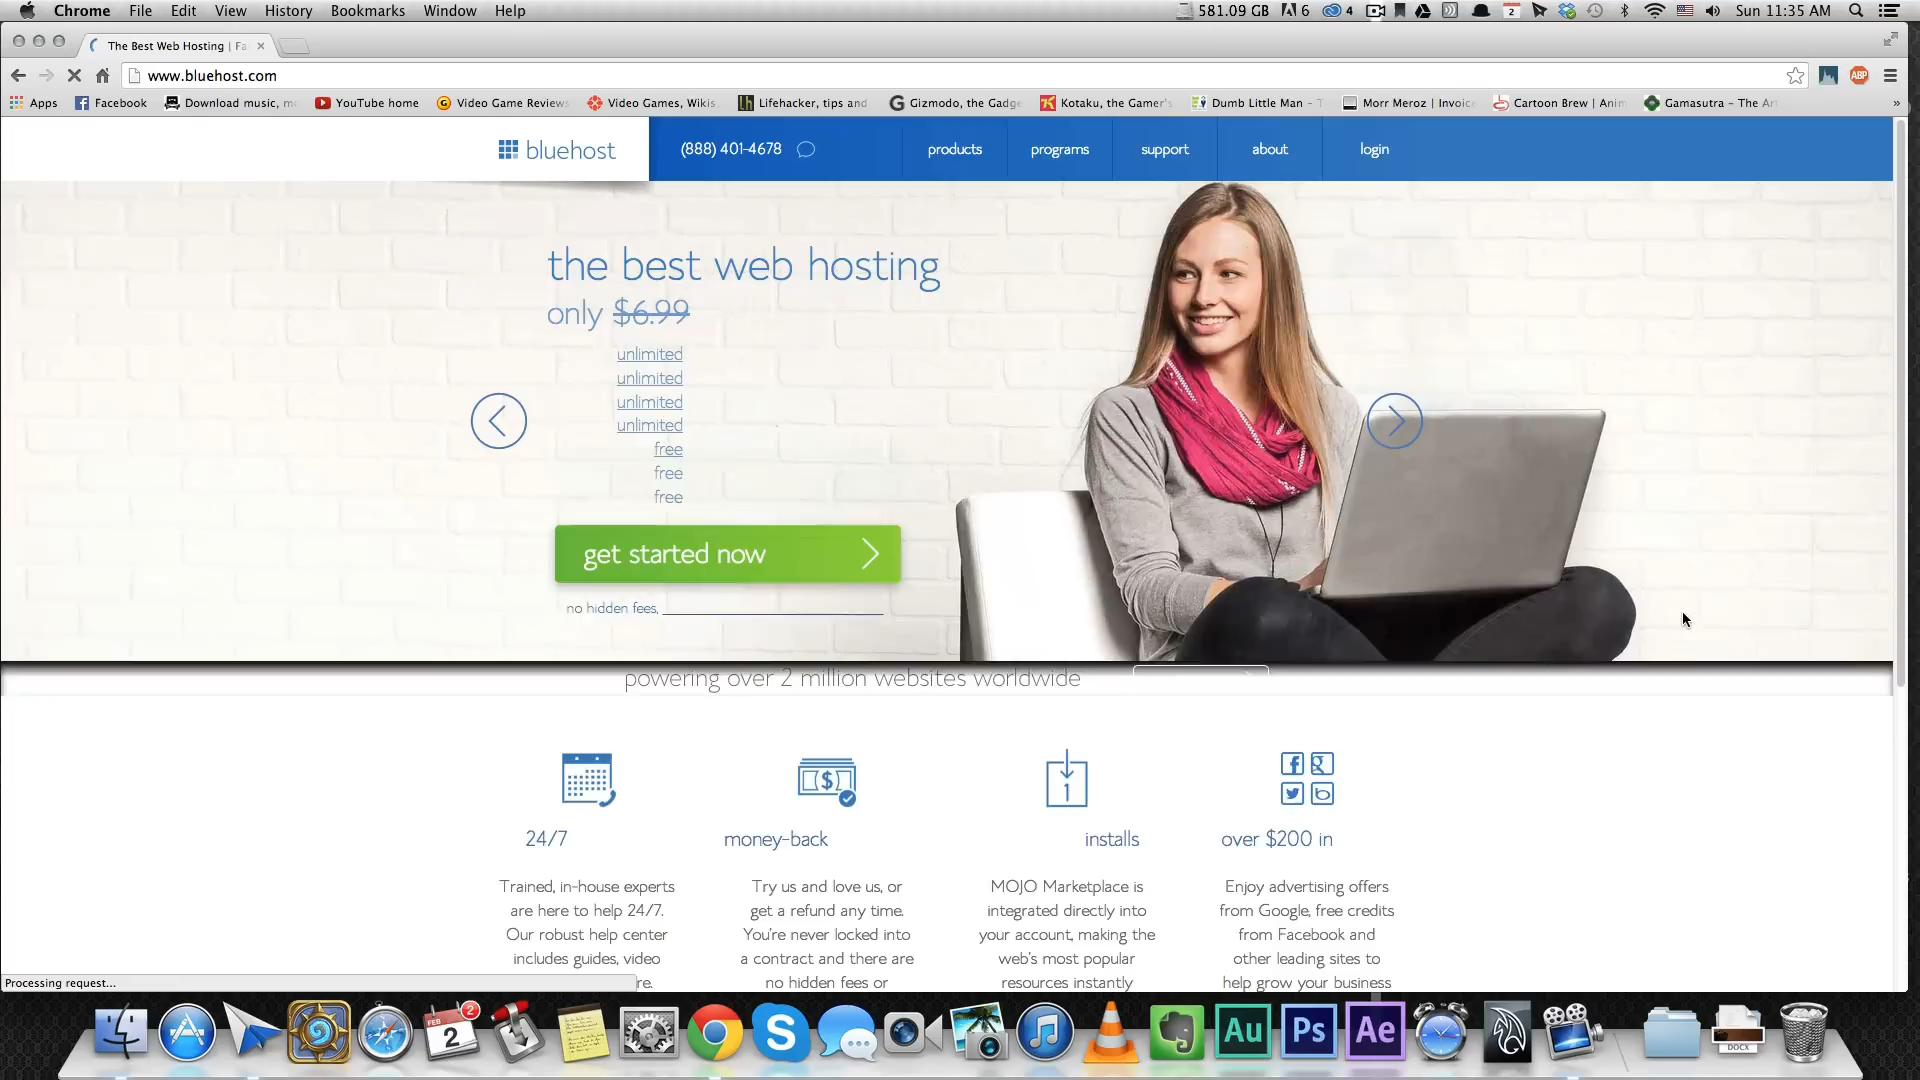 Chrome File Edit View History Bookmarks Window Help 581.09 GB 6 4 2 Sun 11:35 AM
The Best Web Hosting | Fa
www.bluehost.com ABP
Apps Facebook Download music, m YouTube home Video Game Reviews Video Games, Wikis, Lifehacker, tips and Gizmodo, the Gadge Kotaku, the Gamer's Dumb Little Man - T Morr Meroz | Invoice Cartoon Brew | Anim Gamasutra - The Art »
bluehost (888) 401-4678 products programs support about login
the best web hosting
only $6.99
unlimited
unlimited
unlimited
unlimited
free
free
free
get started now
no hidden fees,
powering over 2 million websites worldwide
24/7 money-back installs over $200 in
Trained, in-house experts
are here to help 24/7.
Our robust help center
includes guides, video
re.
Try us and love us, or
get a refund any time.
You're never locked into
a contract and there are
no hidden fees or
MOJO Marketplace is
integrated directly into
your account, making the
web's most popular
resources instantly
Enjoy advertising offers
from Google, free credits
from Facebook and
other leading sites to
help grow your business
Processing request...
FEB 2 2 Au Ps Ae DOCX